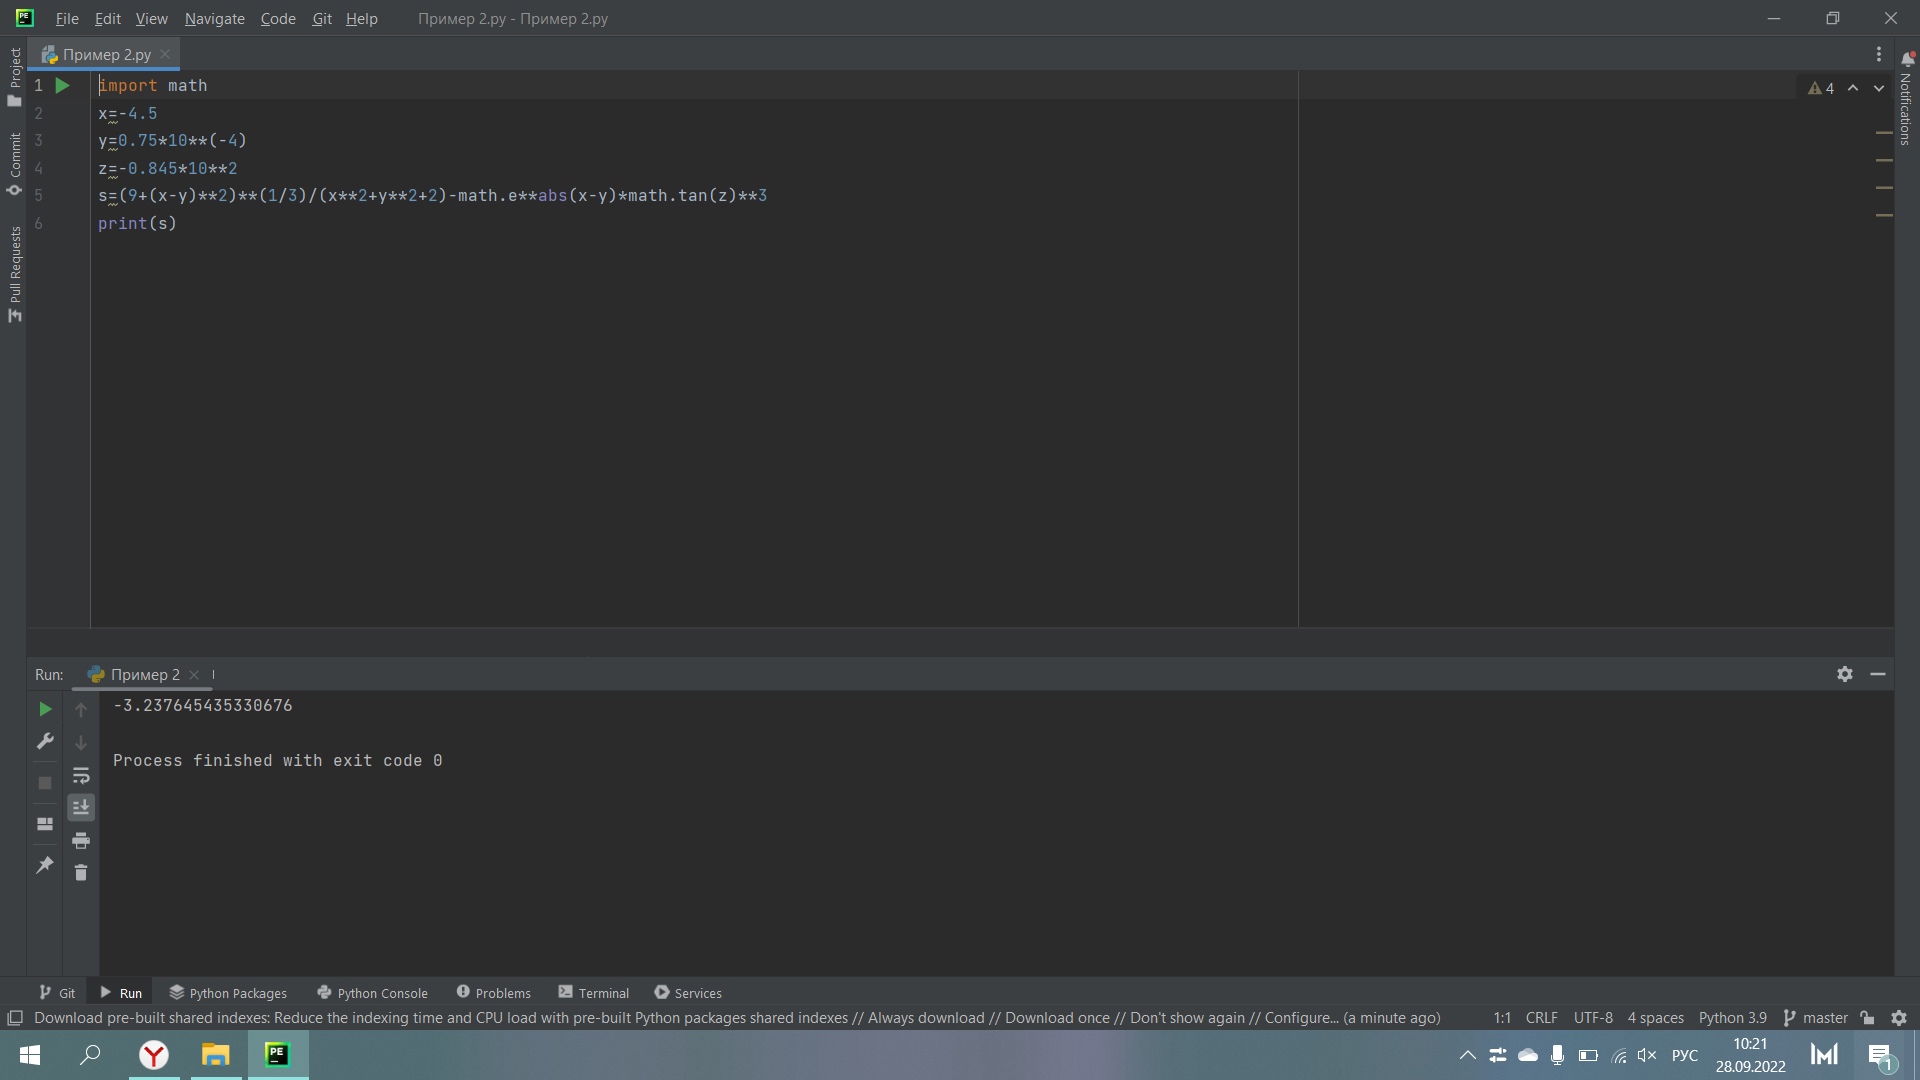 File Edit View Navigate Code Git Help Пример 2.py - Пример 2.py
Пример 2.py
Project
Commit
Pull Requests
Notifications
4
1 import math
2 x=-4.5
3 y=0.75*10**(-4)
4 z=-0.845*10**2
5 s=(9+(x-y)**2)**(1/3)/(x**2+y**2+2)-math.e**abs(x-y)*math.tan(z)**3
6 print(s)
Run: Пример 2
-3.237645435330676
Process finished with exit code 0
Git Run Python Packages Python Console Problems Terminal Services
Download pre-built shared indexes: Reduce the indexing time and CPU load with pre-built Python packages shared indexes // Always download // Download once // Don't show again // Configure... (a minute ago) 1:1 CRLF UTF-8 4 spaces Python 3.9 master
PE
РУС
10:21
28.09.2022
1